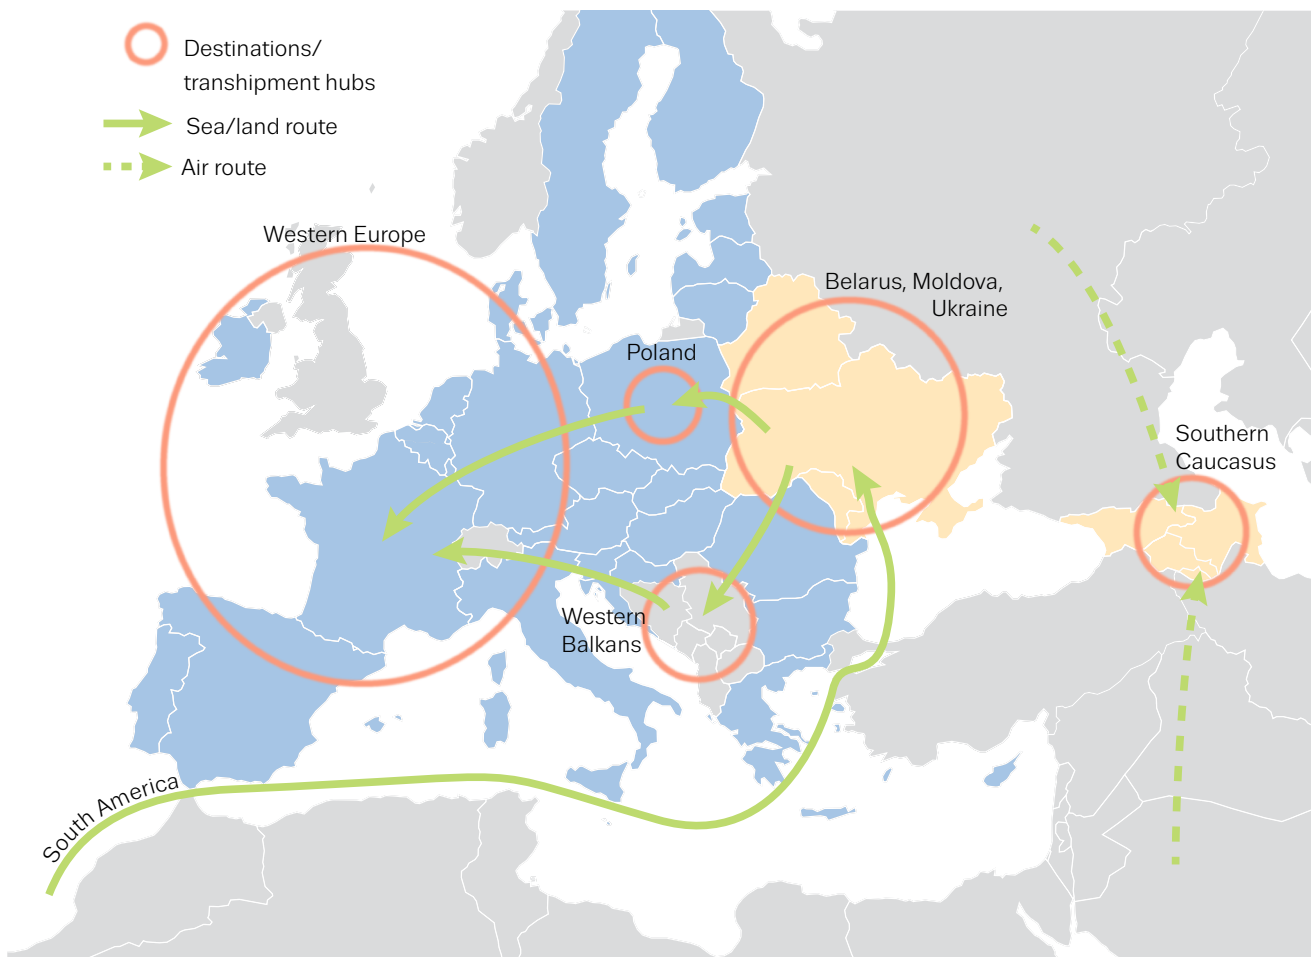 Destinations/
transhipment hubs
Sea/land route
Air route
Western Europe
Belarus, Moldova,
Ukraine
Poland
Southern
Caucasus
Western
Balkans
South America